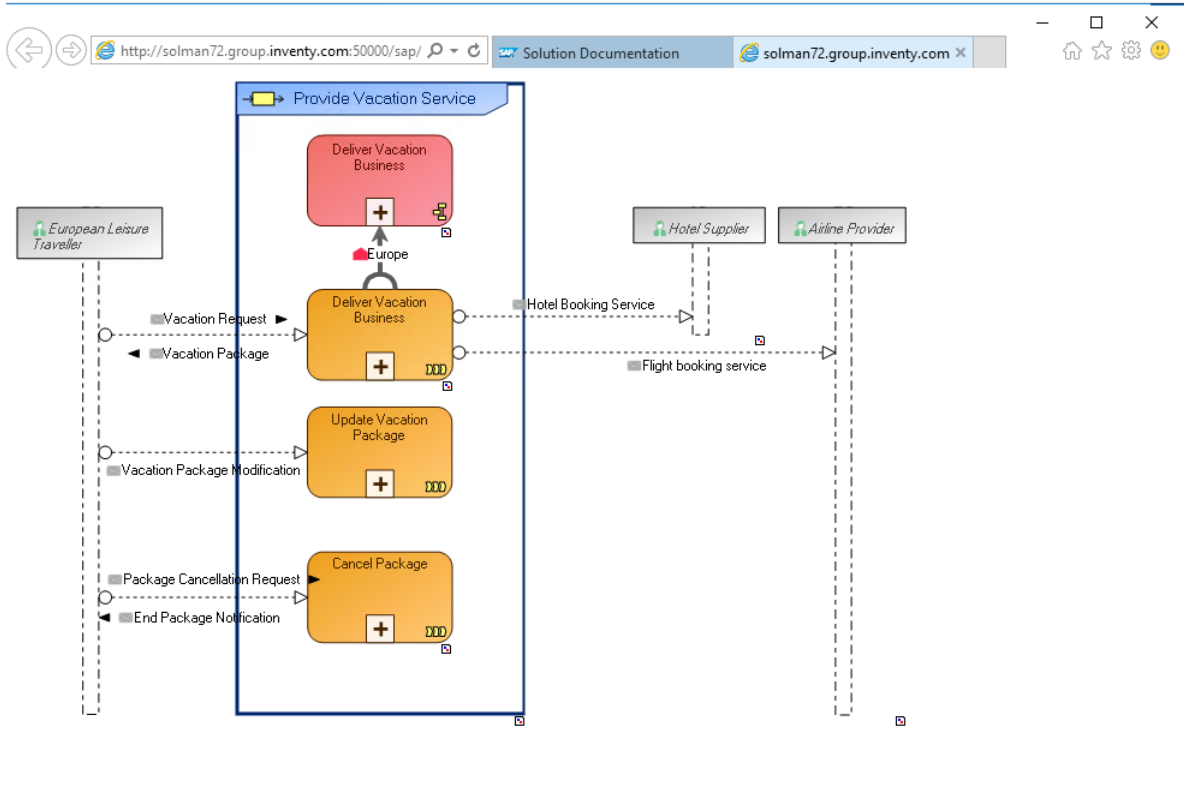 http://solman72.group.inventy.com:50000/sap/
SAP Solution Documentation
solman72.group.inventy.com
Provide Vacation Service
Deliver Vacation
Business
European Leisure
Traveller
Hotel Supplier
Airline Provider
Europe
Deliver Vacation
Business
Hotel Booking Service
Vacation Request
Vacation Package
Flight booking service
Update Vacation
Package
Vacation Package Modification
Cancel Package
Package Cancellation Request
End Package Notification